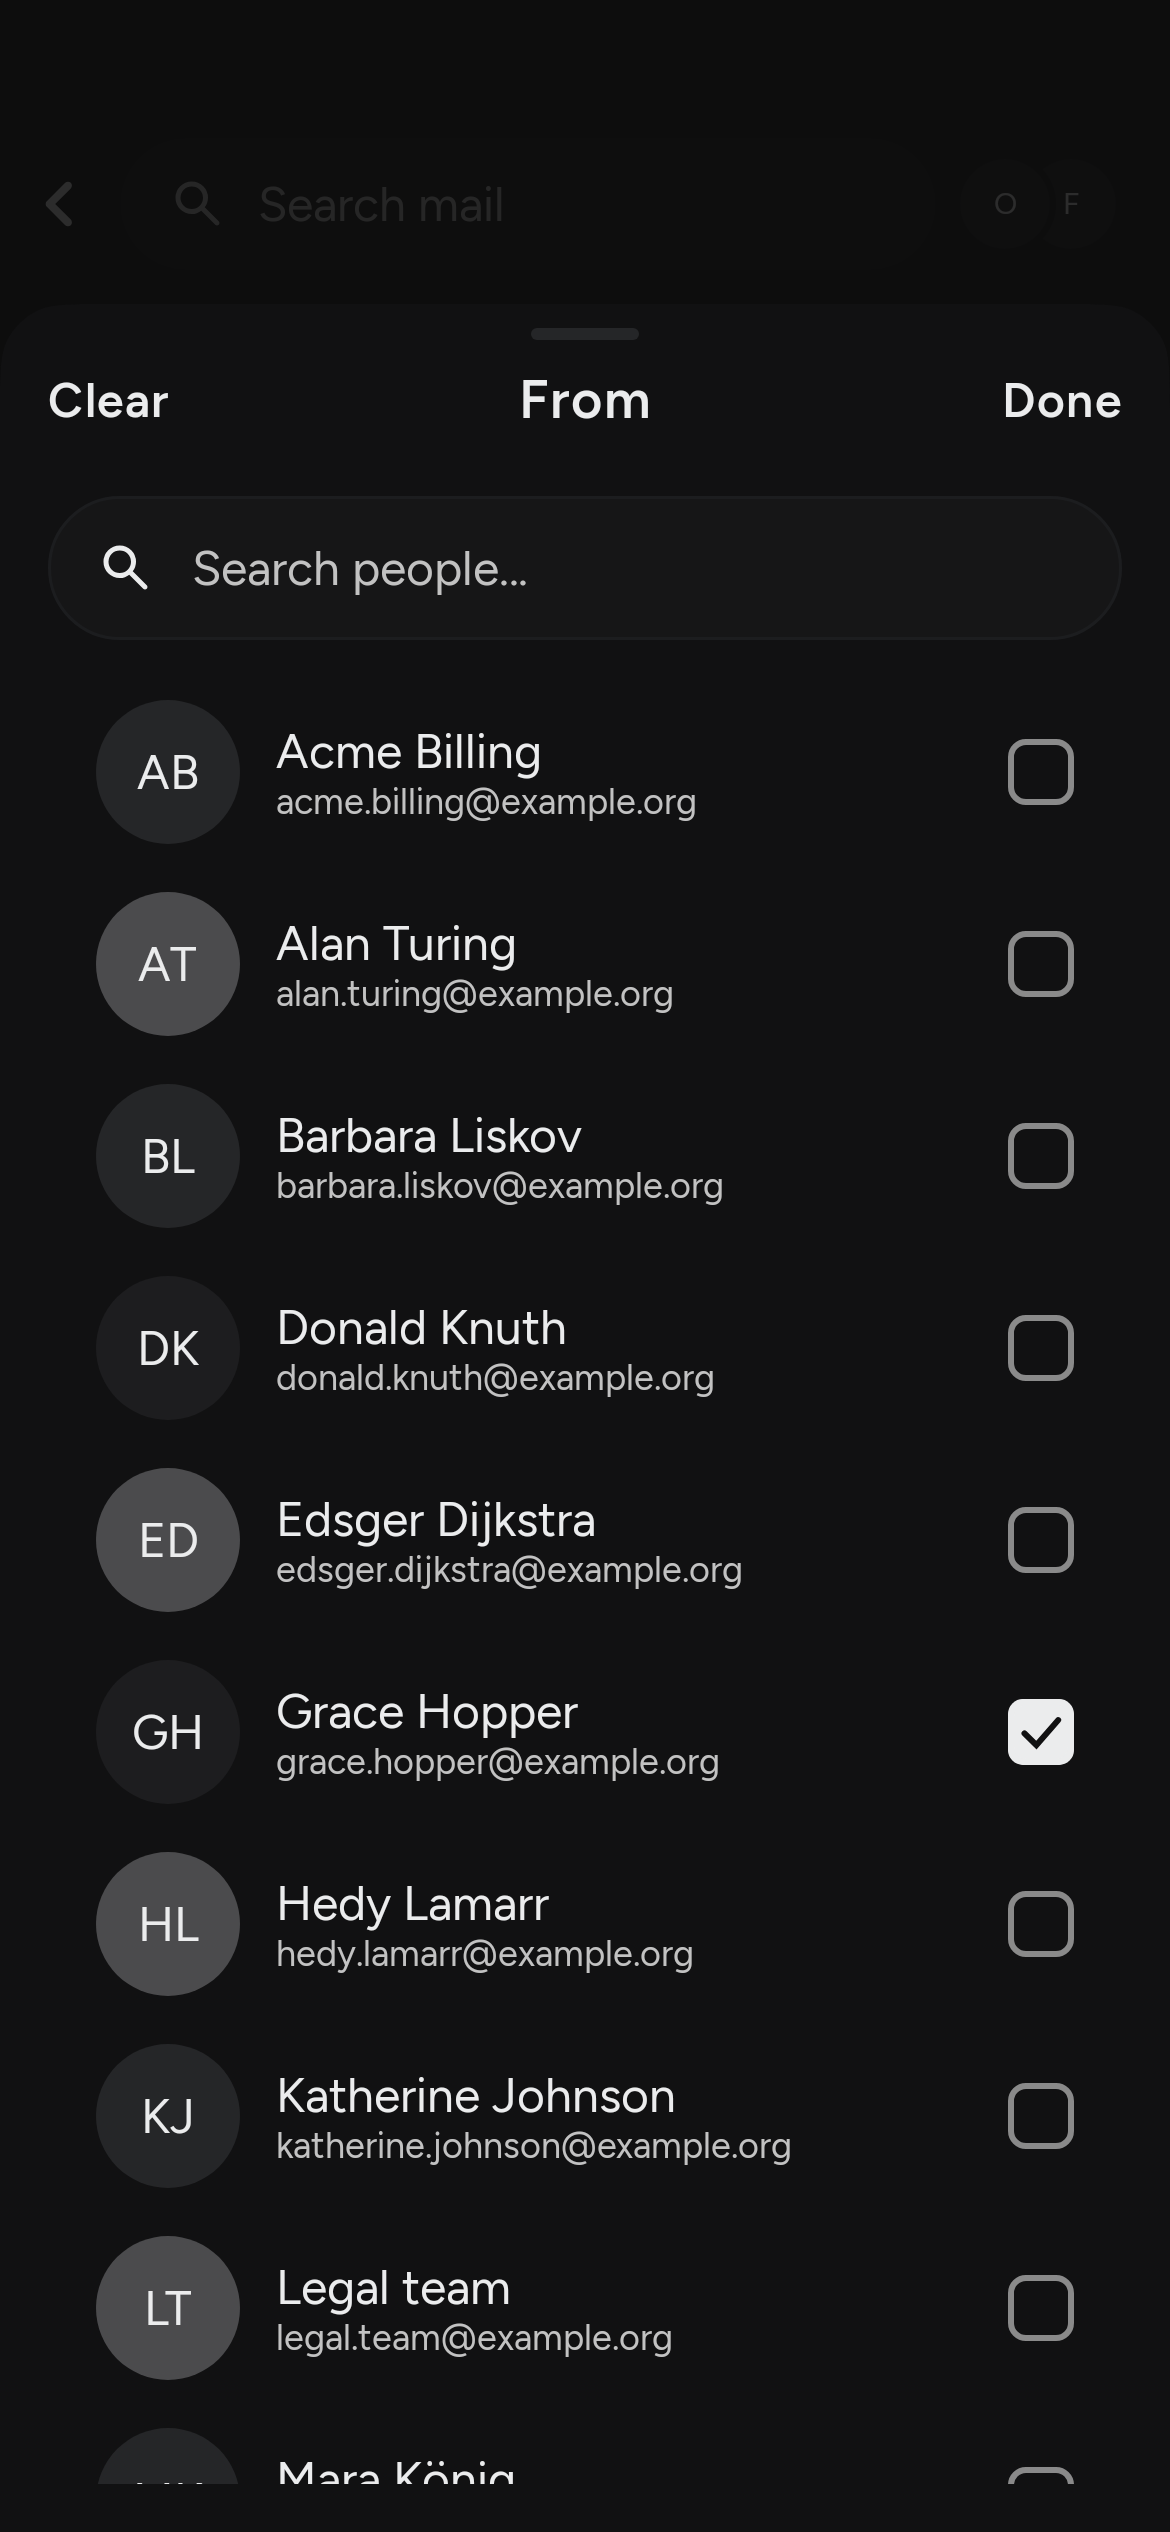 Search mail
O F
Clear From Done
Search people...
AB
Acme Billing
acme.billing@example.org
AT
Alan Turing
alan.turing@example.org
BL
Barbara Liskov
barbara.liskov@example.org
DK
Donald Knuth
donald.knuth@example.org
ED
Edsger Dijkstra
edsger.dijkstra@example.org
GH
Grace Hopper
grace.hopper@example.org
HL
Hedy Lamarr
hedy.lamarr@example.org
KJ
Katherine Johnson
katherine.johnson@example.org
LT
Legal team
legal.team@example.org
Mara König